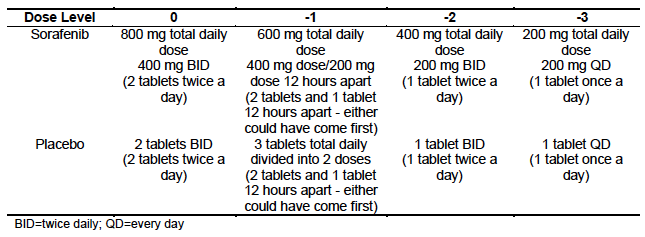 Dose Level 0 -1 -2 -3
Sorafenib 800 mg total daily 600 mg total daily 400 mg total daily 200 mg total daily
dose dose dose dose
400 mg BID 400 mg dose/200 mg 200 mg BID 200 mg QD
(2 tablets twice a dose 12 hours apart (1 tablet twice a (1 tablet once a
day) (2 tablets and 1 tablet day) day)
12 hours apart - either
could have come first)
Placebo 2 tablets BID 3 tablets total daily 1 tablet BID 1 tablet QD
(2 tablets twice a divided into 2 doses (1 tablet twice a (1 tablet once a
day) (2 tablets and 1 tablet day) day)
12 hours apart - either
could have come first)
BID=twice daily; QD=every day